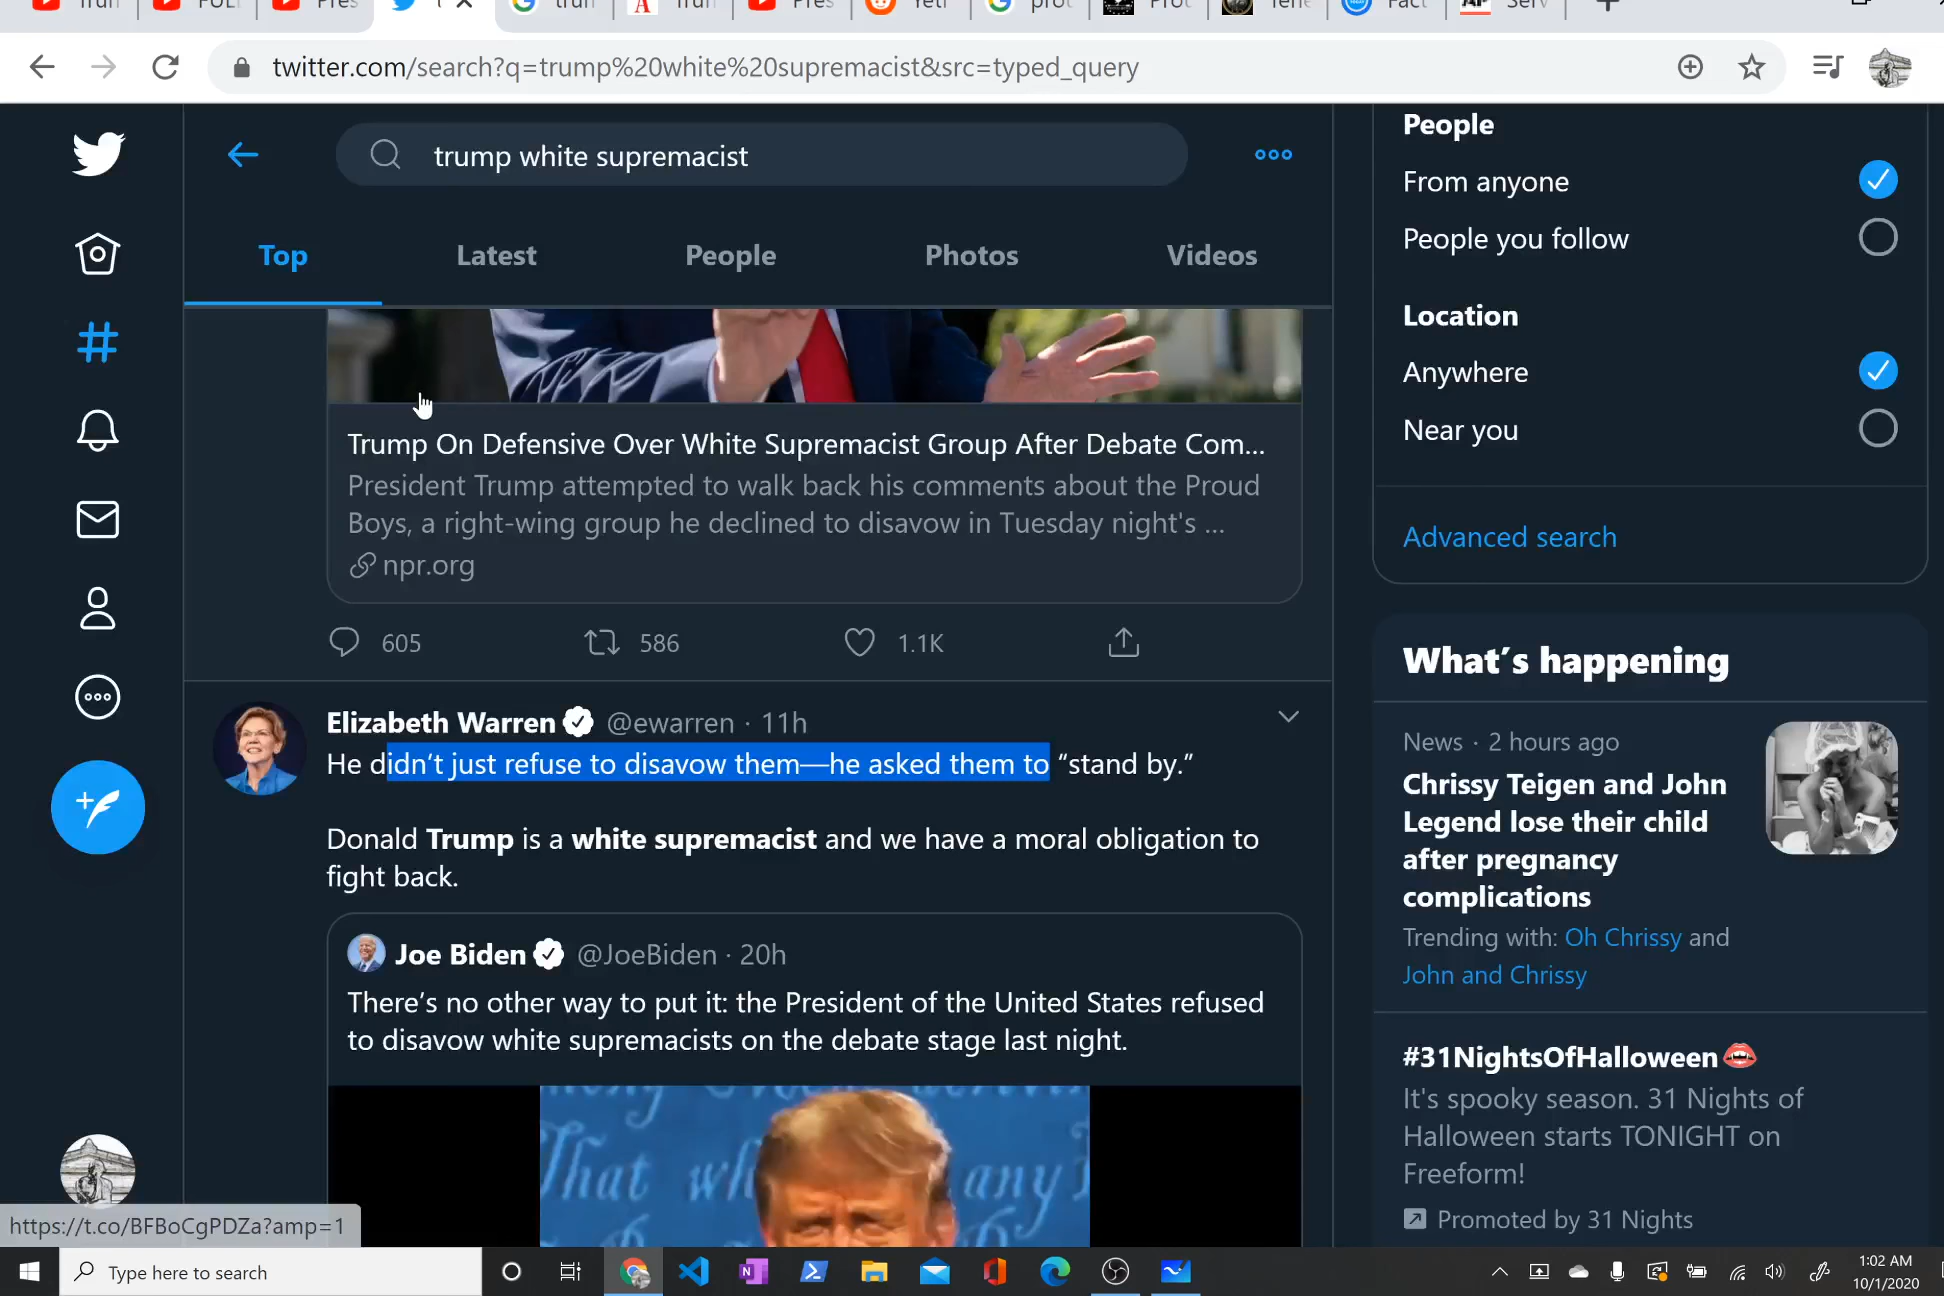 twitter.com/search?q=trump%20white%20supremacist&src=typed_query
trump white supremacist
Top
Latest
People
Photos
Videos
Trump On Defensive Over White Supremacist Group After Debate Com...
President Trump attempted to walk back his comments about the Proud
Boys, a right-wing group he declined to disavow in Tuesday night's ...
npr.org
605
586
1.1K
Elizabeth Warren @ewarren · 11h
He didn't just refuse to disavow them—he asked them to “stand by.”
Donald Trump is a white supremacist and we have a moral obligation to
fight back.
Joe Biden @JoeBiden · 20h
There's no other way to put it: the President of the United States refused
to disavow white supremacists on the debate stage last night.
That wh
any
People
From anyone
People you follow
Location
Anywhere
Near you
Advanced search
What's happening
News · 2 hours ago
Chrissy Teigen and John
Legend lose their child
after pregnancy
complications
Trending with: Oh Chrissy and
John and Chrissy
#31NightsOfHalloween
It's spooky season. 31 Nights of
Halloween starts TONIGHT on
Freeform!
Promoted by 31 Nights
https://t.co/BFBoCgPDZa?amp=1
Type here to search
1:02 AM
10/1/2020